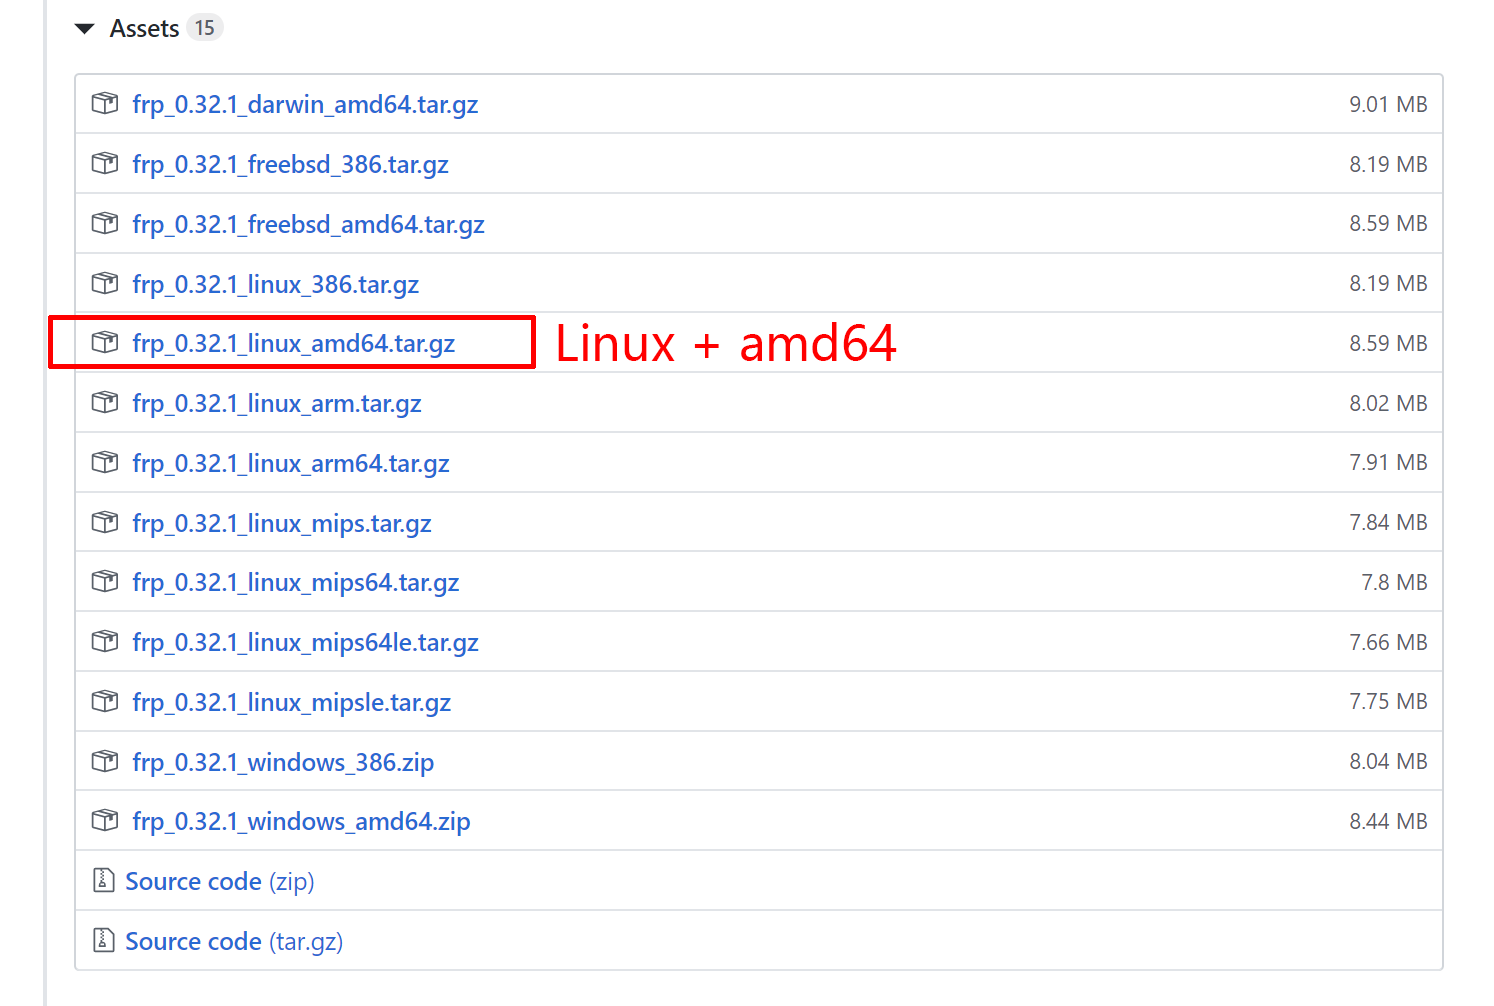 Assets 15
frp_0.32.1_darwin_amd64.tar.gz 9.01 MB
frp_0.32.1_freebsd_386.tar.gz 8.19 MB
frp_0.32.1_freebsd_amd64.tar.gz 8.59 MB
frp_0.32.1_linux_386.tar.gz 8.19 MB
frp_0.32.1_linux_amd64.tar.gz Linux + amd64 8.59 MB
frp_0.32.1_linux_arm.tar.gz 8.02 MB
frp_0.32.1_linux_arm64.tar.gz 7.91 MB
frp_0.32.1_linux_mips.tar.gz 7.84 MB
frp_0.32.1_linux_mips64.tar.gz 7.8 MB
frp_0.32.1_linux_mips64le.tar.gz 7.66 MB
frp_0.32.1_linux_mipsle.tar.gz 7.75 MB
frp_0.32.1_windows_386.zip 8.04 MB
frp_0.32.1_windows_amd64.zip 8.44 MB
Source code (zip)
Source code (tar.gz)